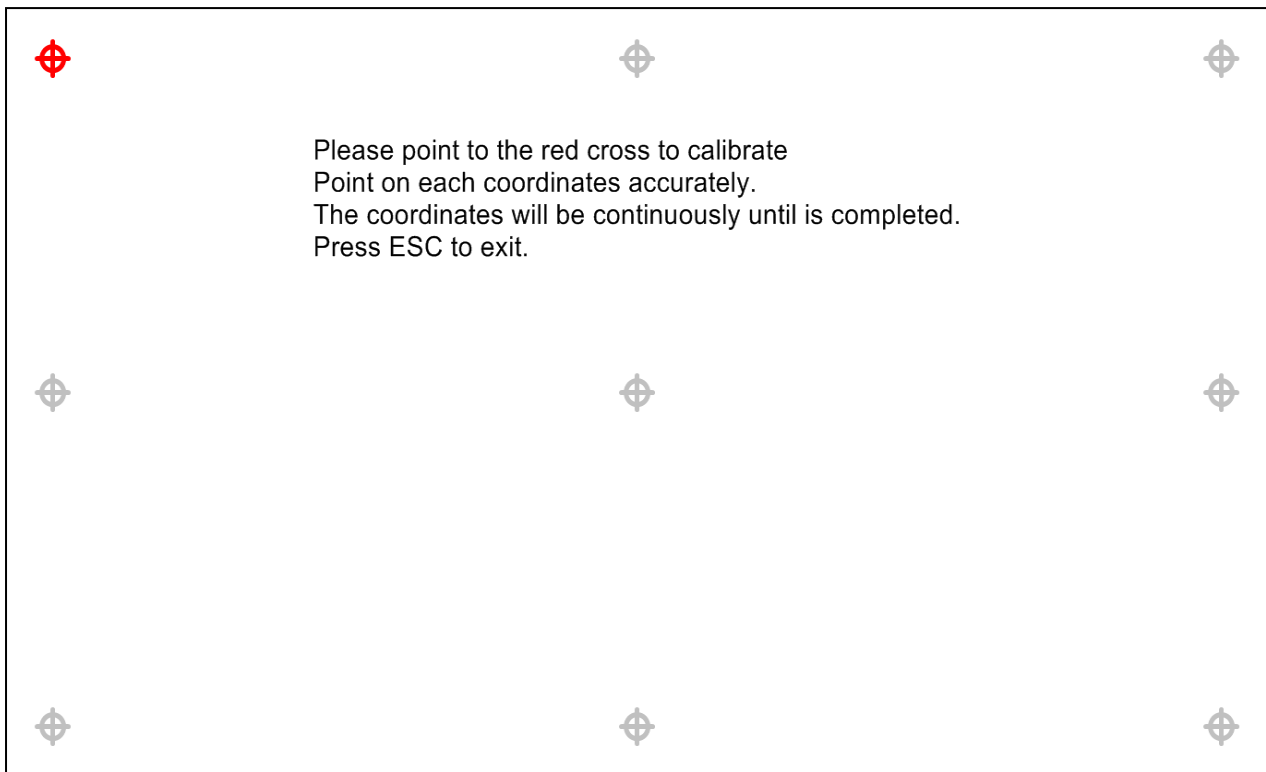 Please point to the red cross to calibrate
Point on each coordinates accurately.
The coordinates will be continuously until is completed.
Press ESC to exit.